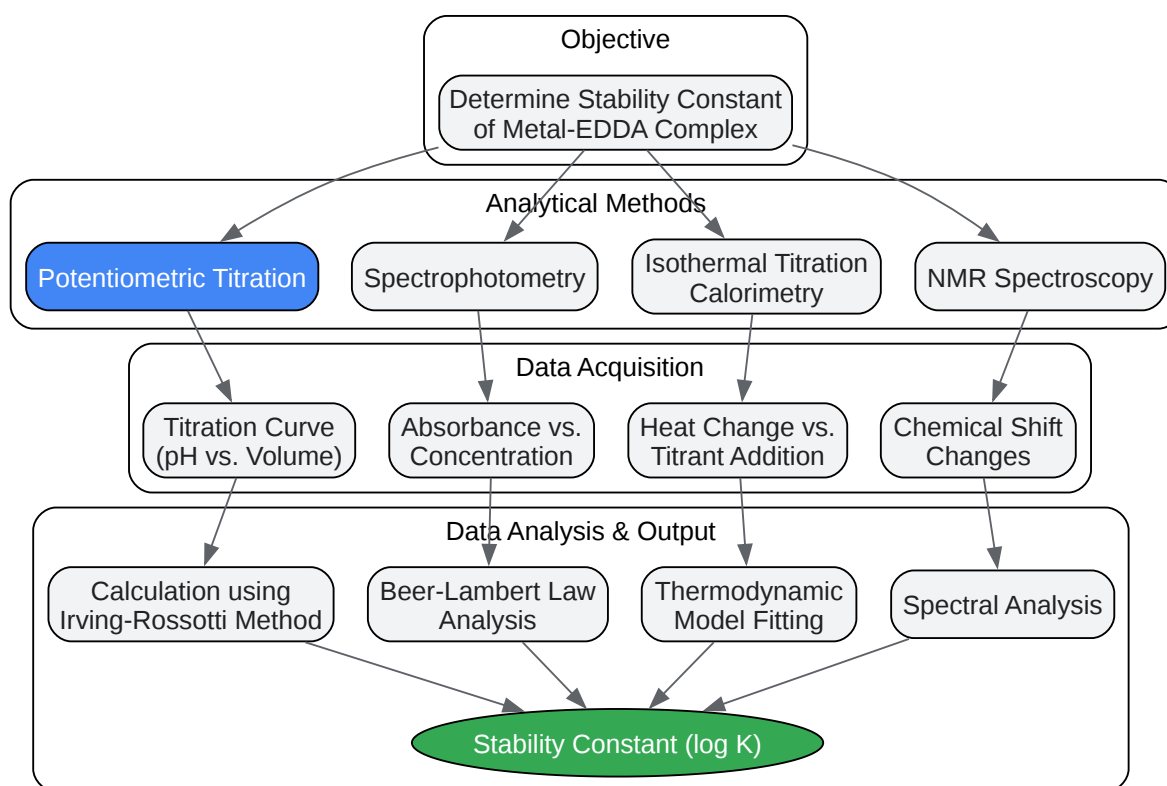 Objective
Determine Stability Constant
of Metal-EDDA Complex
Analytical Methods
Potentiometric Titration
Spectrophotometry
Isothermal Titration
Calorimetry
NMR Spectroscopy
Data Acquisition
Titration Curve
(pH vs. Volume)
Absorbance vs.
Concentration
Heat Change vs.
Titrant Addition
Chemical Shift
Changes
Data Analysis & Output
Calculation using
Irving-Rossotti Method
Beer-Lambert Law
Analysis
Thermodynamic
Model Fitting
Spectral Analysis
Stability Constant (log K)